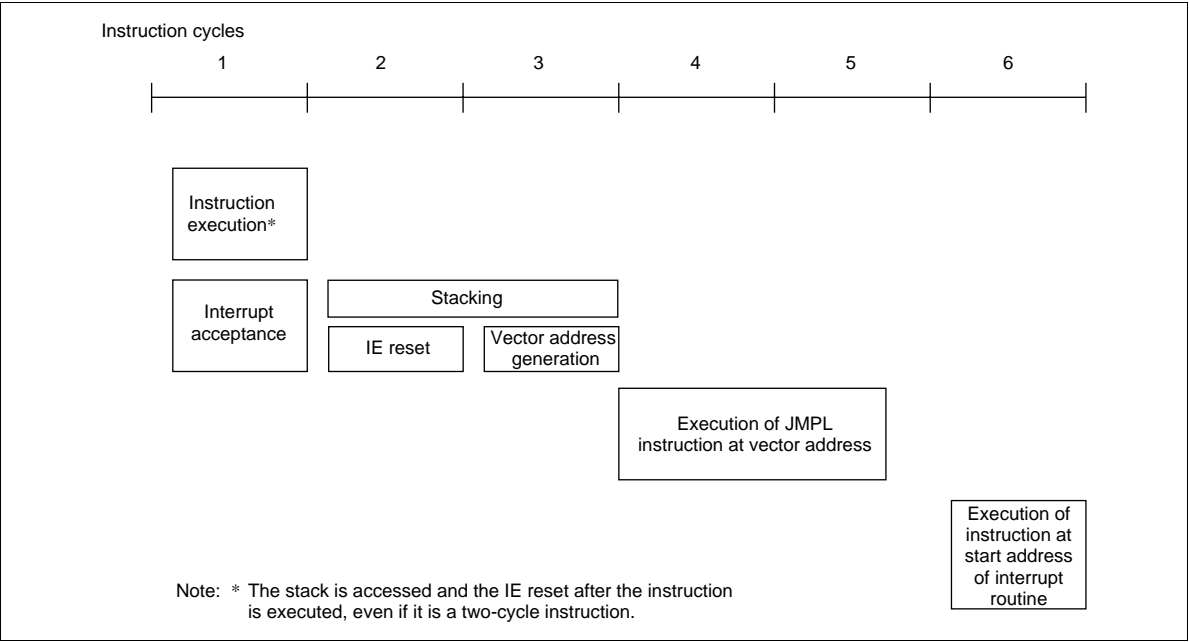 Instruction cycles
1 2 3 4 5 6
Instruction
execution*
Interrupt
acceptance
Stacking
IE reset
Vector address
generation
Execution of JMPL
instruction at vector address
Execution of
instruction at
start address
of interrupt
routine
Note: * The stack is accessed and the IE reset after the instruction
is executed, even if it is a two-cycle instruction.